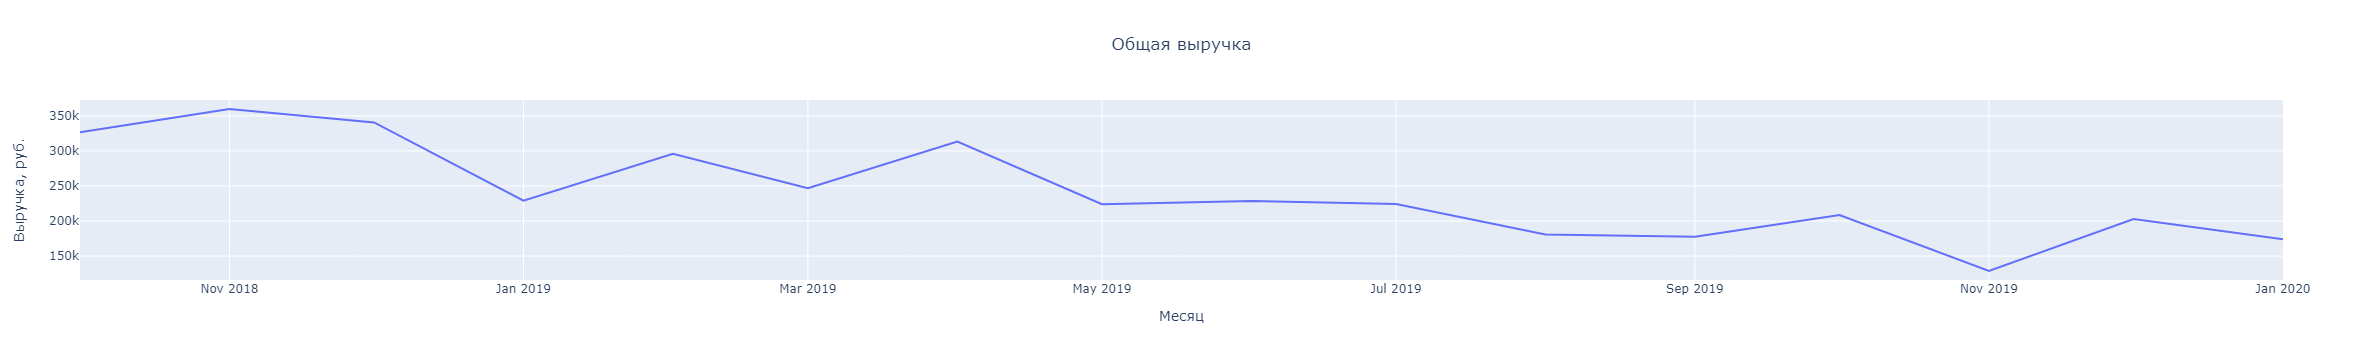 Общая выручка
Выручка, руб.
350k
300k
250k
200k
150k
Nov 2018
Jan 2019
Mar 2019
May 2019
Jul 2019
Sep 2019
Nov 2019
Jan 2020
Месяц